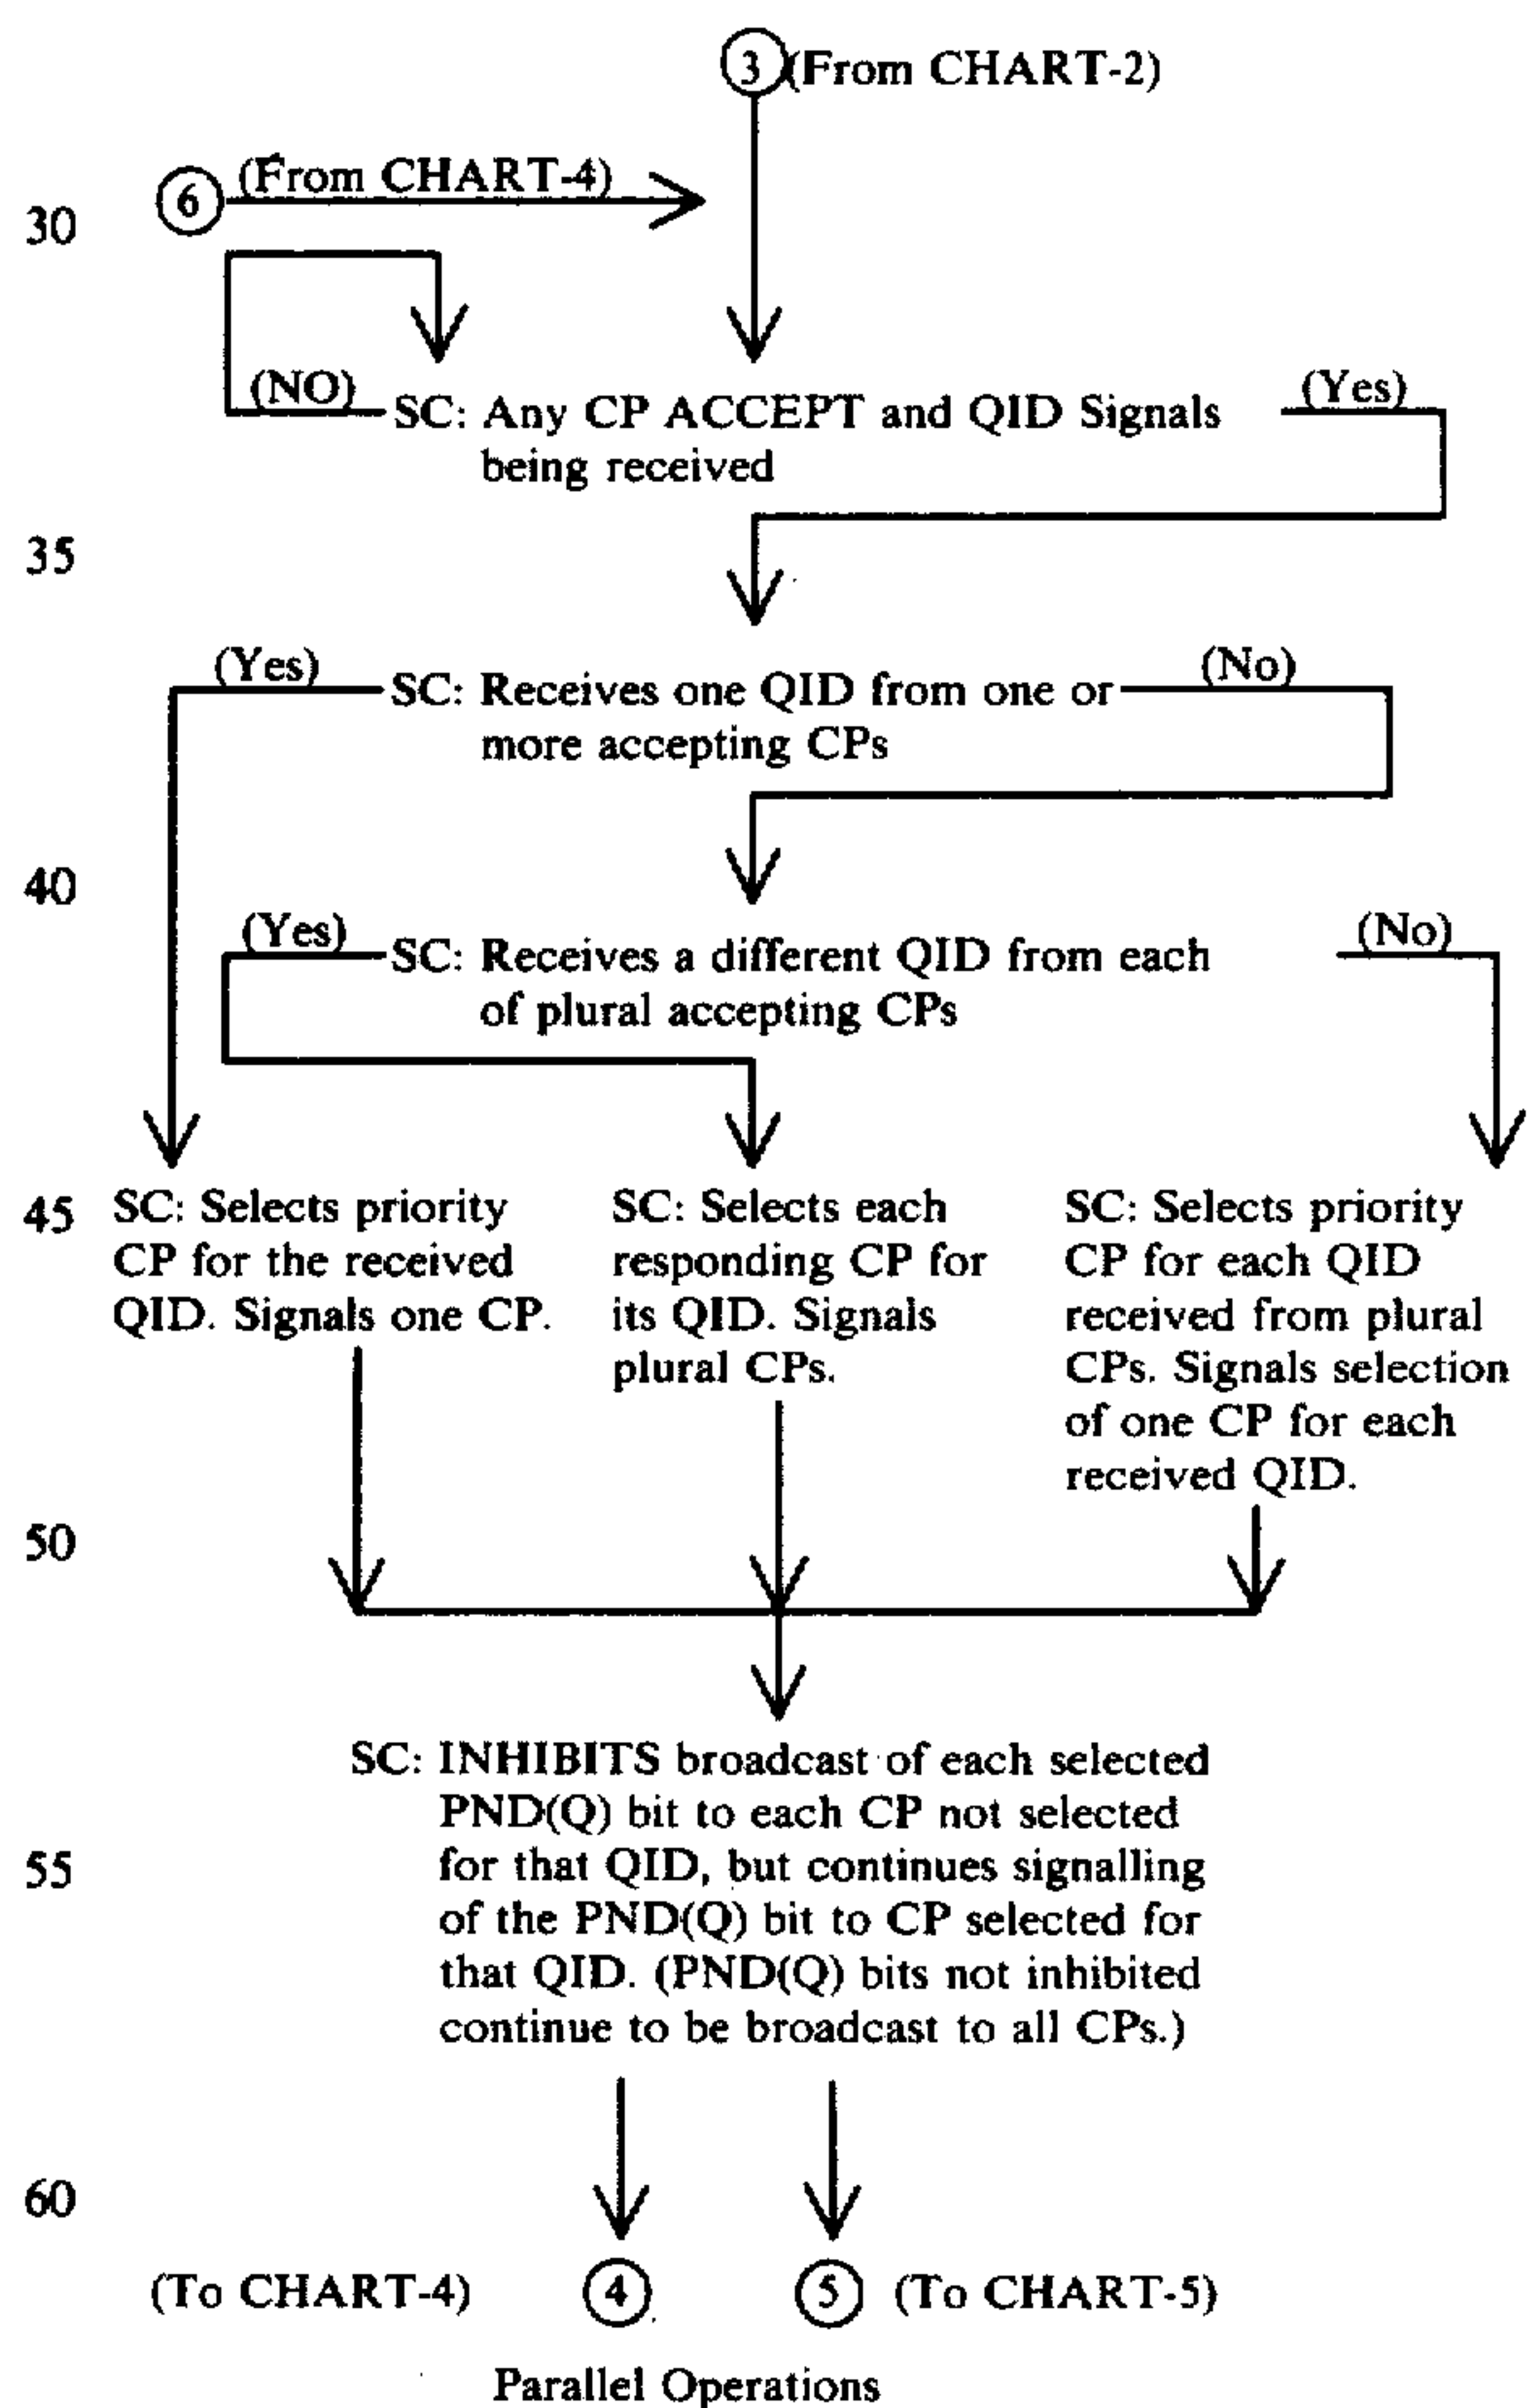 3 (From CHART-2)
6 (From CHART-4)
30
(NO) SC: Any CP ACCEPT and QID Signals (Yes)
being received
35
(Yes) SC: Receives one QID from one or (No)
more accepting CPs
40
(Yes) SC: Receives a different QID from each (No)
of plural accepting CPs
45
SC: Selects priority
CP for the received
QID. Signals one CP.
SC: Selects each
responding CP for
its QID. Signals
plural CPs.
SC: Selects priority
CP for each QID
received from plural
CPs. Signals selection
of one CP for each
received QID.
50
SC: INHIBITS broadcast of each selected
PND(Q) bit to each CP not selected
55 for that QID, but continues signalling
of the PND(Q) bit to CP selected for
that QID. (PND(Q) bits not inhibited
continue to be broadcast to all CPs.)
60
(To CHART-4) 4 5 (To CHART-5)
Parallel Operations